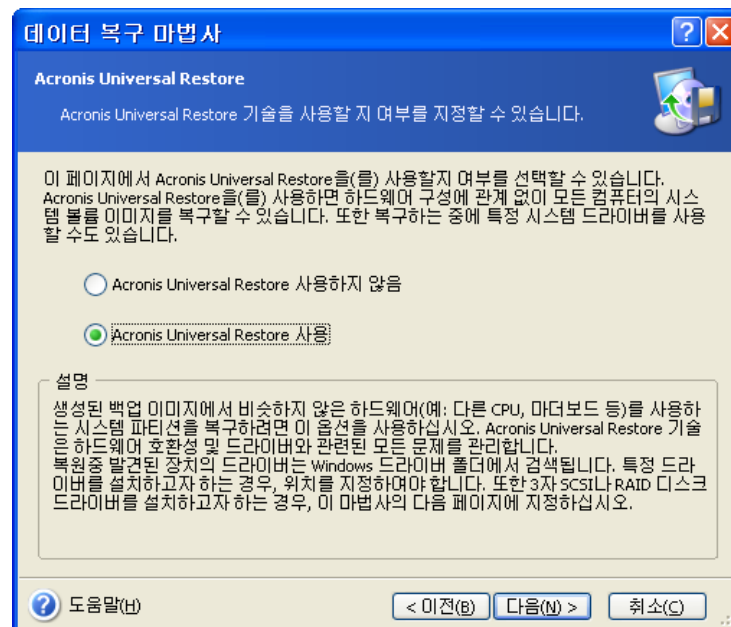 데이터 복구 마법사
Acronis Universal Restore
Acronis Universal Restore 기술을 사용할 지 여부를 지정할 수 있습니다.
이 페이지에서 Acronis Universal Restore을(를) 사용할지 여부를 선택할 수 있습니다.
Acronis Universal Restore을(를) 사용하면 하드웨어 구성에 관계 없이 모든 컴퓨터의 시스
템 볼륨 이미지를 복구할 수 있습니다. 또한 복구하는 중에 특정 시스템 드라이버를 사용
할 수도 있습니다.
Acronis Universal Restore 사용하지 않음
Acronis Universal Restore 사용
설명
생성된 백업 이미지에서 비슷하지 않은 하드웨어(예: 다른 CPU, 마더보드 등)를 사용하
는 시스템 파티션을 복구하려면 이 옵션을 사용하십시오. Acronis Universal Restore 기술
은 하드웨어 호환성 및 드라이버와 관련된 모든 문제를 관리합니다.
복원중 발견된 장치의 드라이버는 Windows 드라이버 폴더에서 검색됩니다. 특정 드라
이버를 설치하고자 하는 경우, 위치를 지정하여야 합니다. 또한 3자 SCSI나 RAID 디스크
드라이버를 설치하고자 하는 경우, 이 마법사의 다음 페이지에 지정하십시오.
도움말(H)
< 이전(B)
다음(N) >
취소(C)